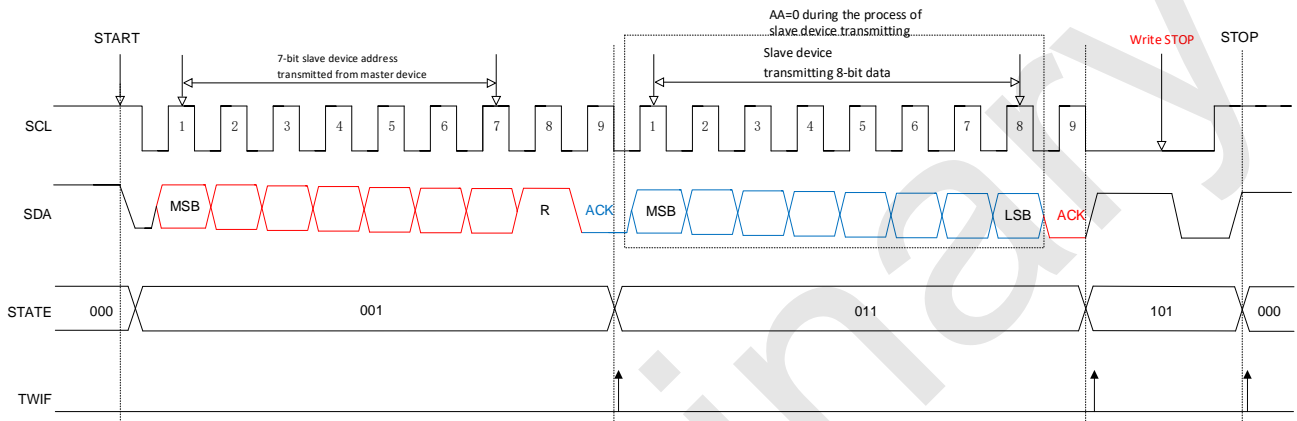 AA=0 during the process of
slave device transmitting
START
7-bit slave device address
transmitted from master device
Slave device
transmitting 8-bit data
Write STOP
STOP
SCL
1 2 3 4 5 6 7 8 9 1 2 3 4 5 6 7 8 9
SDA
MSB R ACK MSB LSB ACK
STATE
000 001 011 101 000
TWIF
inary